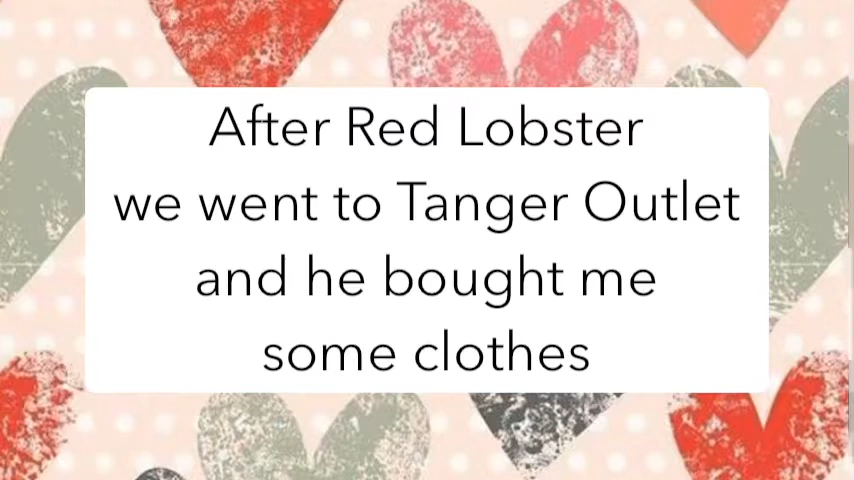 After Red Lobster
we went to Tanger Outlet
and he bought me
some clothes